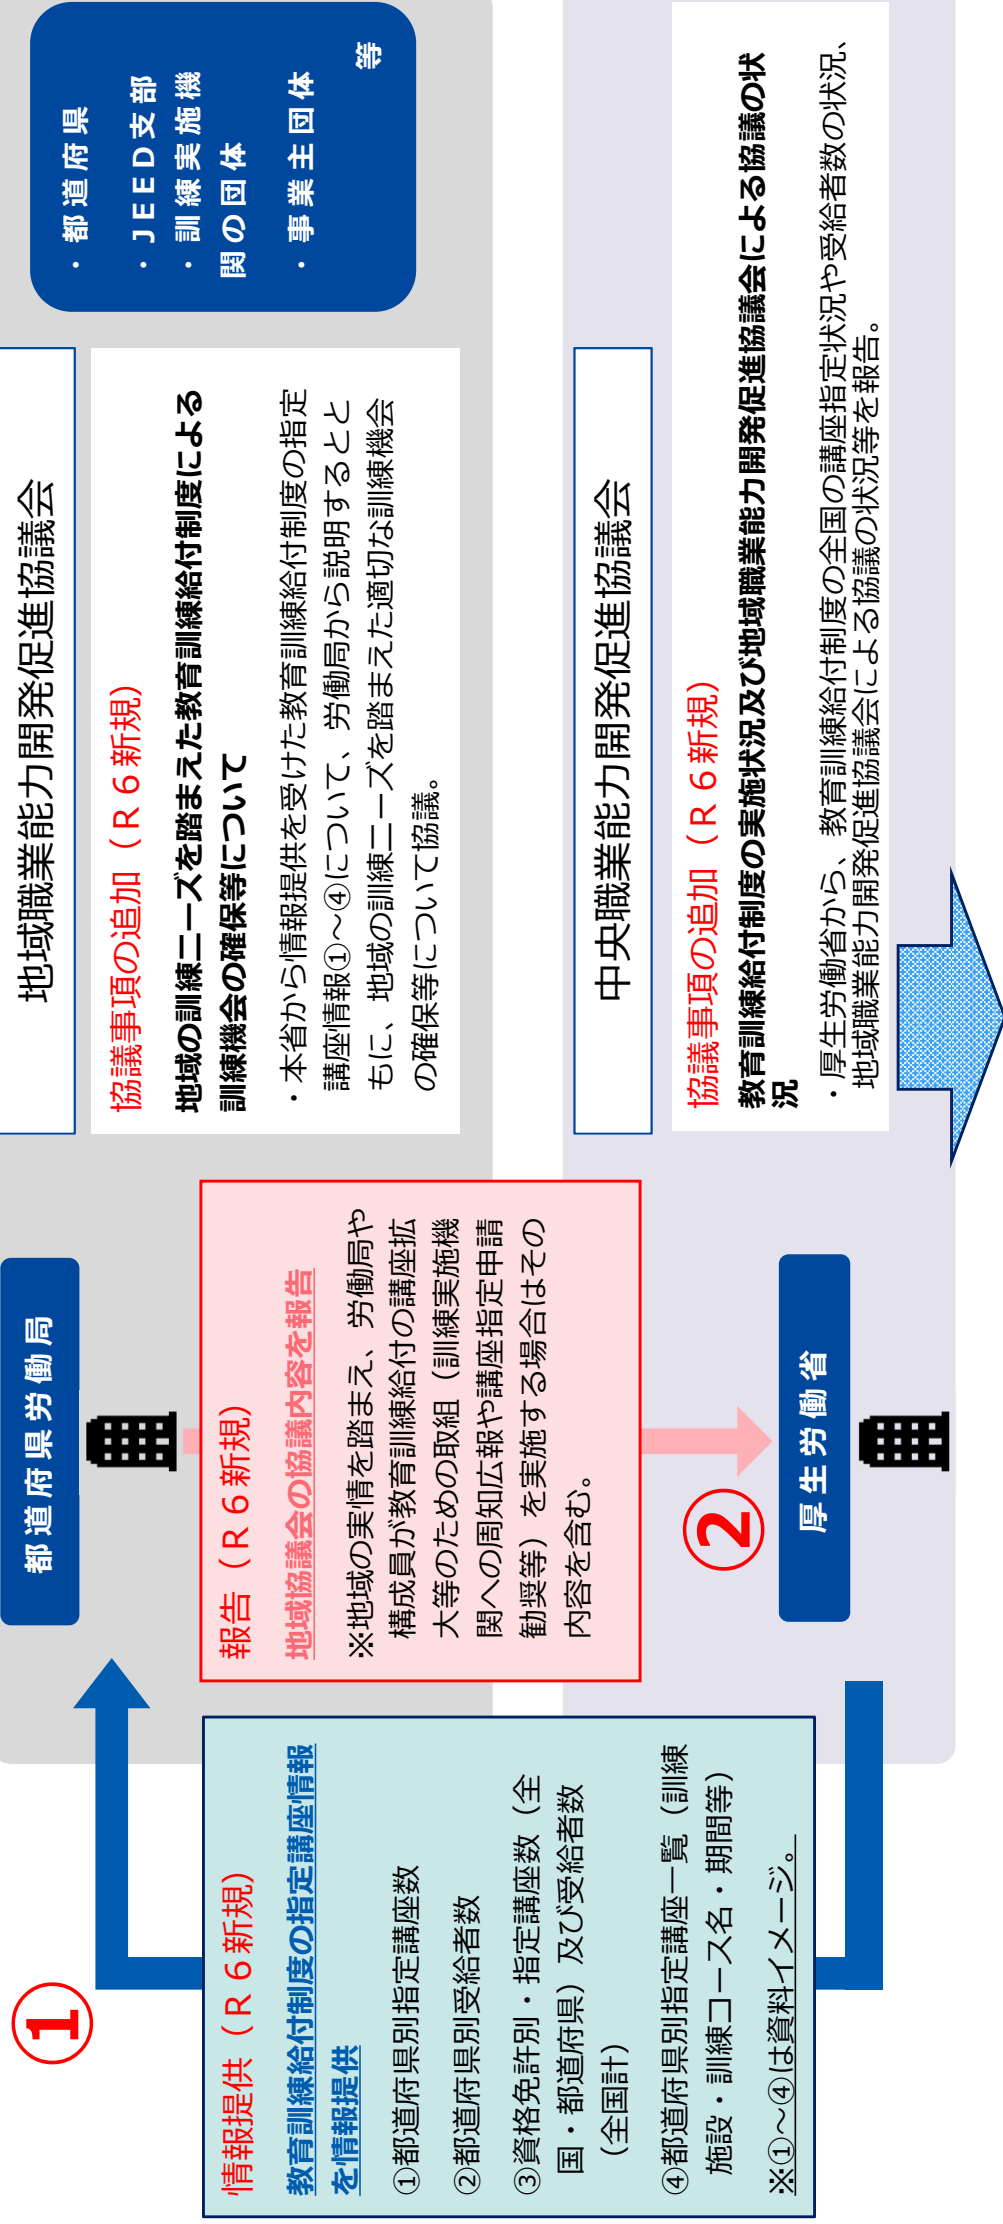 ①
情報提供（Ｒ６新規）
教育訓練給付制度の指定講座情報
を情報提供
①都道府県別指定講座数
②都道府県別受給者数
③資格免許別・指定講座数（全
国・都道府県）及び受給者数
（全国計）
④都道府県別指定講座一覧（訓練
施設・訓練コース名・期間等）
※①～④は資料イメージ。
都道府県労働局
報告（Ｒ６新規）
地域協議会の協議内容を報告
※地域の実情を踏まえ、労働局や
構成員が教育訓練給付の講座拡
大等のための取組（訓練実施機
関への周知広報や講座指定申請
勧奨等）を実施する場合はその
内容を含む。
②
厚生労働省
地域職業能力開発促進協議会
協議事項の追加（Ｒ６新規）
地域の訓練ニーズを踏まえた教育訓練給付制度による
訓練機会の確保等について
・本省から情報提供を受けた教育訓練給付制度の指定
講座情報①～④について、労働局から説明するとと
もに、地域の訓練ニーズを踏まえた適切な訓練機会
の確保等について協議。
・都道府県
・ＪＥＥＤ支部
・訓練実施機
関の団体
・事業主団体
等
中央職業能力開発促進協議会
協議事項の追加（Ｒ６新規）
教育訓練給付制度の実施状況及び地域職業能力開発促進協議会による協議の状
況
・厚生労働省から、教育訓練給付制度の全国の講座指定状況や受給者数の状況、
地域職業能力開発促進協議会による協議の状況等を報告。